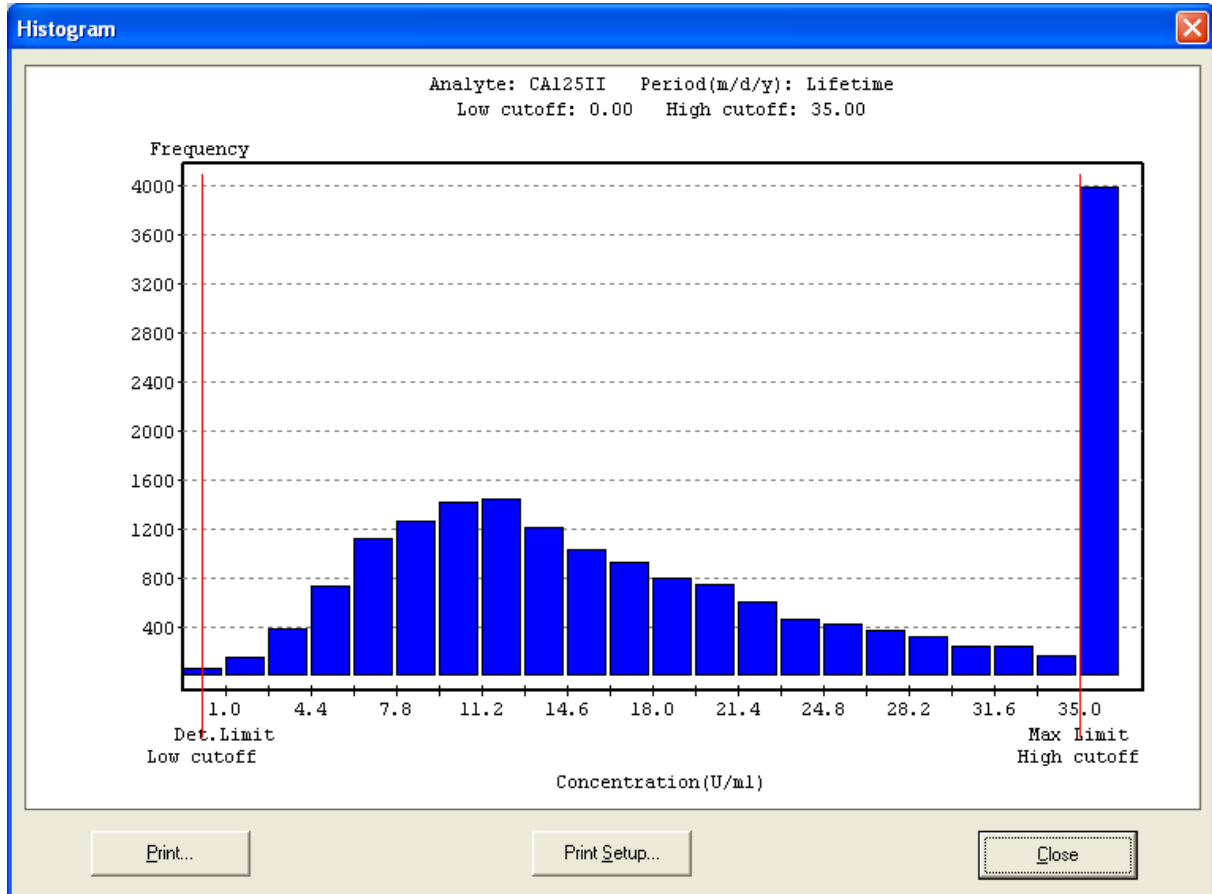 Histogram
Analyte: CA125II Period(m/d/y): Lifetime
Low cutoff: 0.00 High cutoff: 35.00
Frequency
4000
3600
3200
2800
2400
2000
1600
1200
800
400
1.0 4.4 7.8 11.2 14.6 18.0 21.4 24.8 28.2 31.6 35.0
Det.Limit Max Limit
Low cutoff High cutoff
Concentration(U/ml)
Print... Print Setup... Close